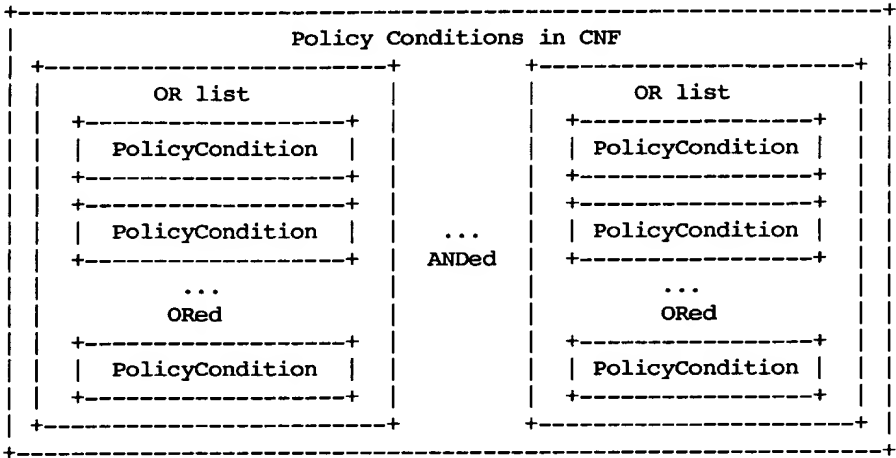 Policy Conditions in CNF
OR list OR list
PolicyCondition PolicyCondition
PolicyCondition ... PolicyCondition
ANDed
... ...
ORed ORed
PolicyCondition PolicyCondition